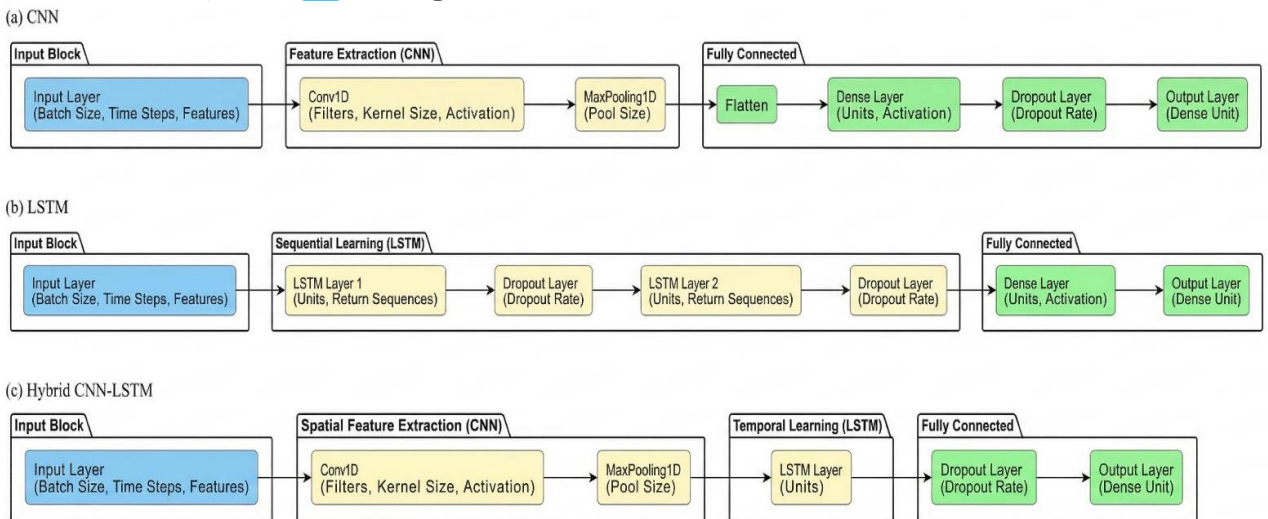 (a) CNN
Input Block
Feature Extraction (CNN)
Fully Connected
Input Layer
(Batch Size, Time Steps, Features)
Conv1D
(Filters, Kernel Size, Activation)
MaxPooling1D
(Pool Size)
Flatten
Dense Layer
(Units, Activation)
Dropout Layer
(Dropout Rate)
Output Layer
(Dense Unit)
(b) LSTM
Input Block
Sequential Learning (LSTM)
Fully Connected
Input Layer
(Batch Size, Time Steps, Features)
LSTM Layer 1
(Units, Return Sequences)
Dropout Layer
(Dropout Rate)
LSTM Layer 2
(Units, Return Sequences)
Dropout Layer
(Dropout Rate)
Dense Layer
(Units, Activation)
Output Layer
(Dense Unit)
(c) Hybrid CNN-LSTM
Input Block
Spatial Feature Extraction (CNN)
Temporal Learning (LSTM)
Fully Connected
Input Layer
(Batch Size, Time Steps, Features)
Conv1D
(Filters, Kernel Size, Activation)
MaxPooling1D
(Pool Size)
LSTM Layer
(Units)
Dropout Layer
(Dropout Rate)
Output Layer
(Dense Unit)